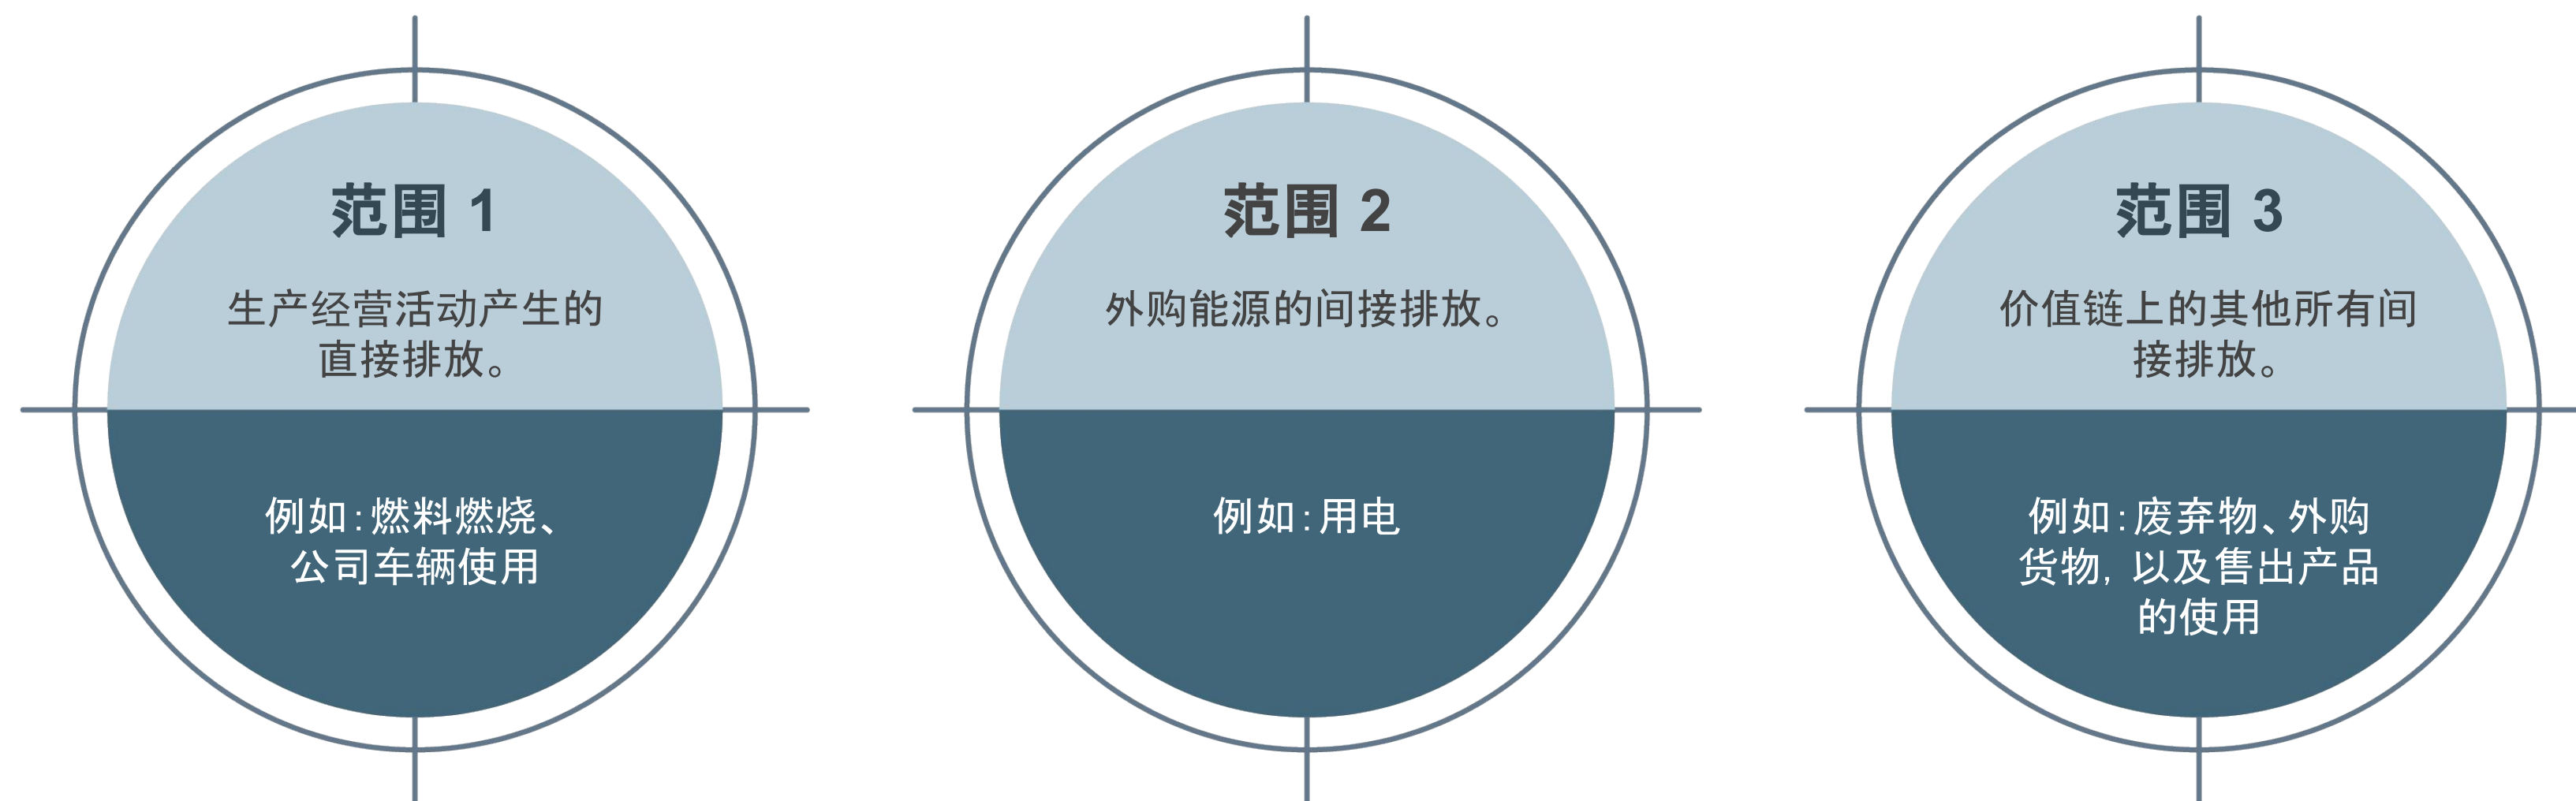 范围 1
生产经营活动产生的
直接排放。
例如:燃料燃烧、
公司车辆使用
范围 2
外购能源的间接排放。
例如:用电
范围 3
价值链上的其他所有间
接排放。
例如:废弃物、外购
货物, 以及售出产品
的使用